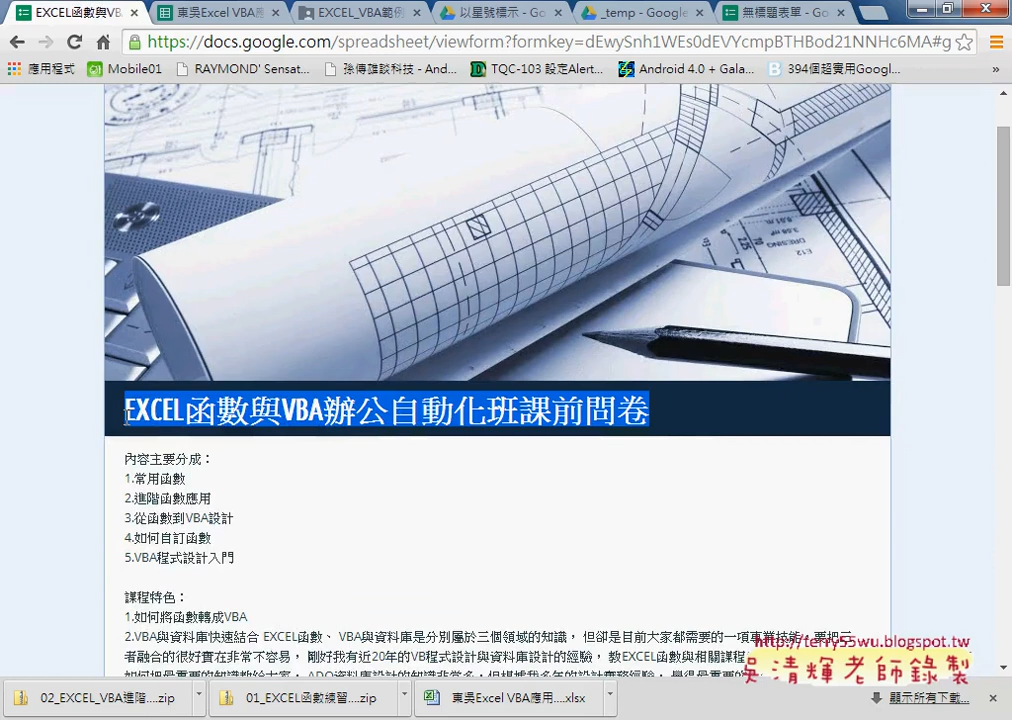 EXCEL函數與VB
東吳Excel VBA應
EXCEL_VBA範例
以星號標示 - Go
_temp - Google
無標題表單 - Go
https://docs.google.com/spreadsheet/viewform?formkey=dEwySnh1WEs0dEVYcmpBTHBod21NNHc6MA#g
應用程式
Mobile01
RAYMOND' Sensat...
孫傳雄談科技 - And...
TQC-103 設定Alert...
Android 4.0 + Gala...
394個超實用Googl...
»
EXCEL函數與VBA辦公自動化班課前問卷
內容主要分成：
1.常用函數
2.進階函數應用
3.從函數到VBA設計
4.如何自訂函數
5.VBA程式設計入門
課程特色：
1.如何將函數轉成VBA
2.VBA與資料庫快速結合 EXCEL函數、 VBA與資料庫是分別屬於三個領域的知識， 但卻是目前大家都需要的一項專業技能， 要把三
者融合的很好實在非常不容易， 剛好我有近20年的VB程式設計與資料庫設計的經驗， 教EXCEL函數與相關課程
http://terry55wu.blogspot.tw
吳清輝老師錄製
02_EXCEL_VBA進階...zip
01_EXCEL函數練習....zip
東吳Excel VBA應用....xlsx
顯示所有下載...